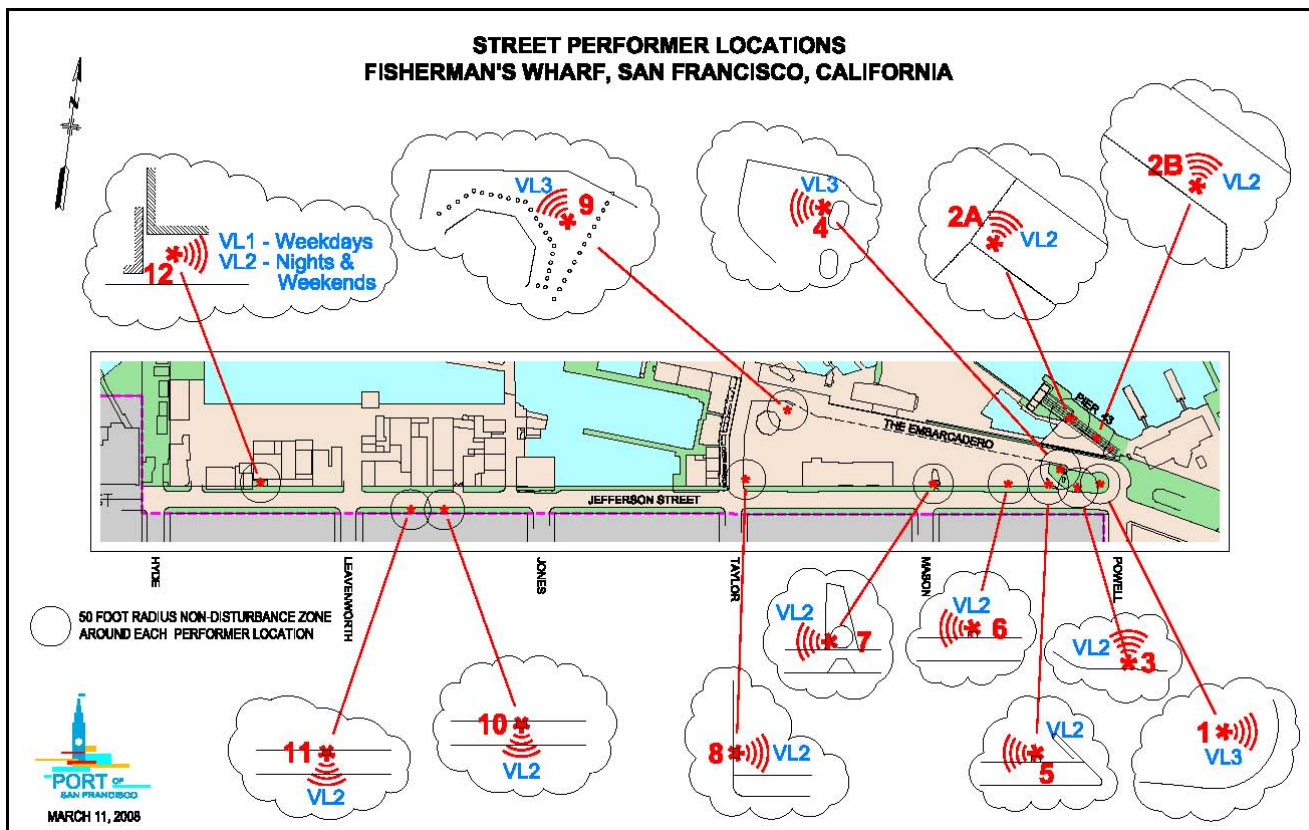 STREET PERFORMER LOCATIONS
FISHERMAN'S WHARF, SAN FRANCISCO, CALIFORNIA
N
VL1 - Weekdays
VL2 - Nights &
Weekends
12
VL3
9
VL3
4
2A
VL2
2B
VL2
PIER 43
THE EMBARCADERO
JEFFERSON STREET
HYDE
LEAVENWORTH
JONES
TAYLOR
MASON
POWELL
50 FOOT RADIUS NON-DISTURBANCE ZONE
AROUND EACH PERFORMER LOCATION
11
VL2
10
VL2
8
VL2
VL2
7
VL2
6
VL2
5
VL2
3
1
VL3
PORT OF
SAN FRANCISCO
MARCH 11, 2008